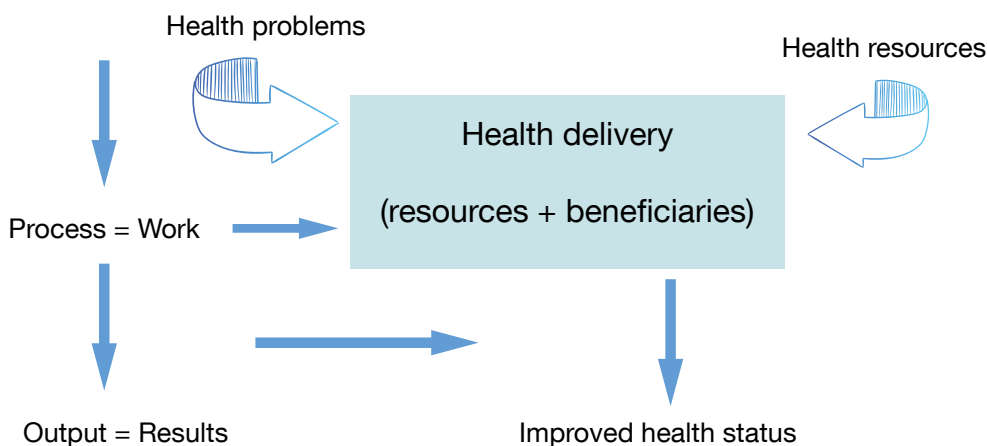 Health problems
Health resources
Health delivery
(resources + beneficiaries)
Process = Work
Output = Results
Improved health status